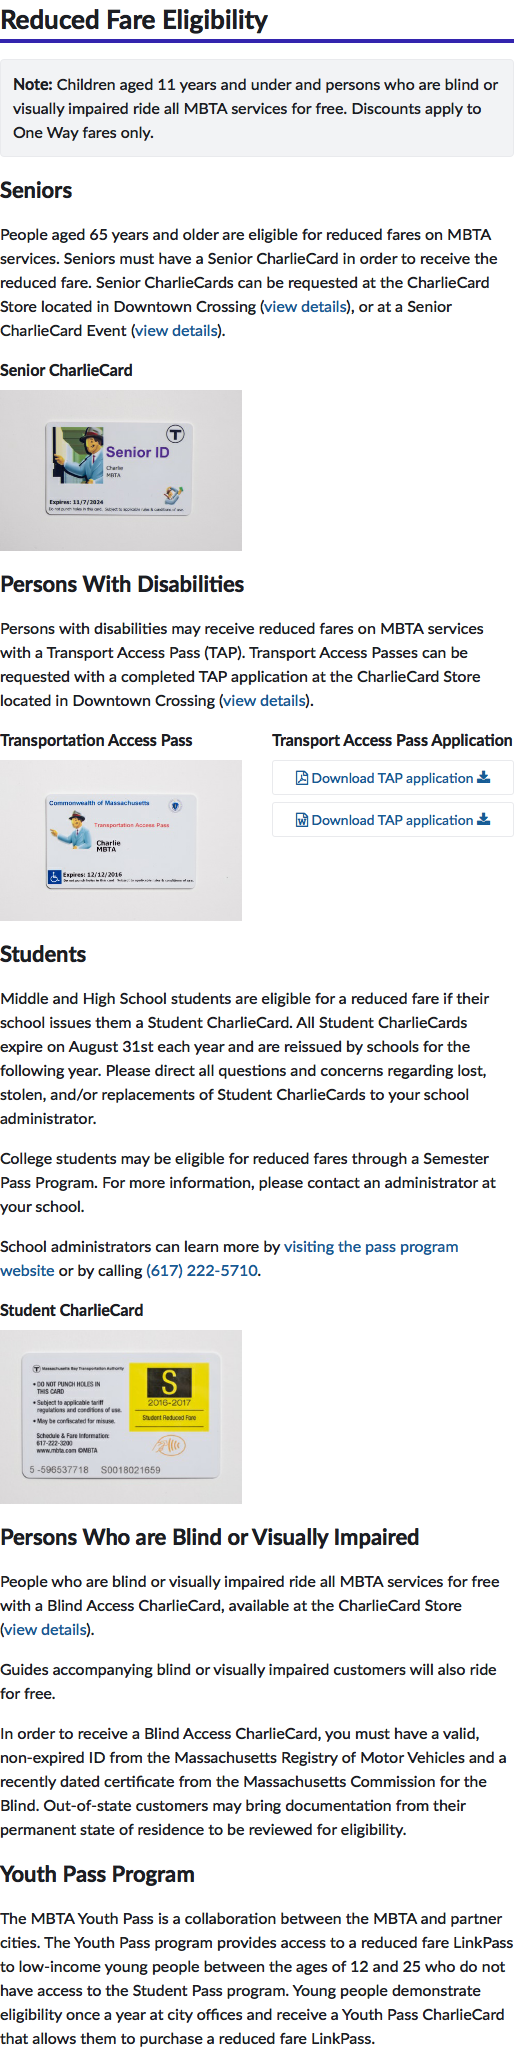 Reduced Fare Eligibility
Note: Children aged 11 years and under and persons who are blind or
visually impaired ride all MBTA services for free. Discounts apply to
One Way fares only.
Seniors
People aged 65 years and older are eligible for reduced fares on MBTA
services. Seniors must have a Senior CharlieCard in order to receive the
reduced fare. Senior CharlieCards can be requested at the CharlieCard
Store located in Downtown Crossing (view details), or at a Senior
CharlieCard Event (view details).
Senior CharlieCard
T
Senior ID
Charlie
MBTA
Expires: 11/7/2024
Do not punch holes in this card. Subject to applicable rules & conditions of use.
Persons With Disabilities
Persons with disabilities may receive reduced fares on MBTA services
with a Transport Access Pass (TAP). Transport Access Passes can be
requested with a completed TAP application at the CharlieCard Store
located in Downtown Crossing (view details).
Transportation Access Pass
Commonwealth of Massachusetts
Transportation Access Pass
Charlie
MBTA
Expires: 12/12/2016
Do not punch holes in this card. Subject to applicable rules & conditions of use.
Transport Access Pass Application
Download TAP application
Download TAP application
Students
Middle and High School students are eligible for a reduced fare if their
school issues them a Student CharlieCard. All Student CharlieCards
expire on August 31st each year and are reissued by schools for the
following year. Please direct all questions and concerns regarding lost,
stolen, and/or replacements of Student CharlieCards to your school
administrator.
College students may be eligible for reduced fares through a Semester
Pass Program. For more information, please contact an administrator at
your school.
School administrators can learn more by visiting the pass program
website or by calling (617) 222-5710.
Student CharlieCard
T Massachusetts Bay Transportation Authority
• DO NOT PUNCH HOLES IN
THIS CARD
• Subject to applicable tariff
regulations and conditions of use.
• May be confiscated for misuse.
Schedule & Fare Information:
617-222-3200
www.mbta.com ©MBTA
5 -596537718 S0018021659
S
2016-2017
Student Reduced Fare
Persons Who are Blind or Visually Impaired
People who are blind or visually impaired ride all MBTA services for free
with a Blind Access CharlieCard, available at the CharlieCard Store
(view details).
Guides accompanying blind or visually impaired customers will also ride
for free.
In order to receive a Blind Access CharlieCard, you must have a valid,
non-expired ID from the Massachusetts Registry of Motor Vehicles and a
recently dated certificate from the Massachusetts Commission for the
Blind. Out-of-state customers may bring documentation from their
permanent state of residence to be reviewed for eligibility.
Youth Pass Program
The MBTA Youth Pass is a collaboration between the MBTA and partner
cities. The Youth Pass program provides access to a reduced fare LinkPass
to low-income young people between the ages of 12 and 25 who do not
have access to the Student Pass program. Young people demonstrate
eligibility once a year at city offices and receive a Youth Pass CharlieCard
that allows them to purchase a reduced fare LinkPass.